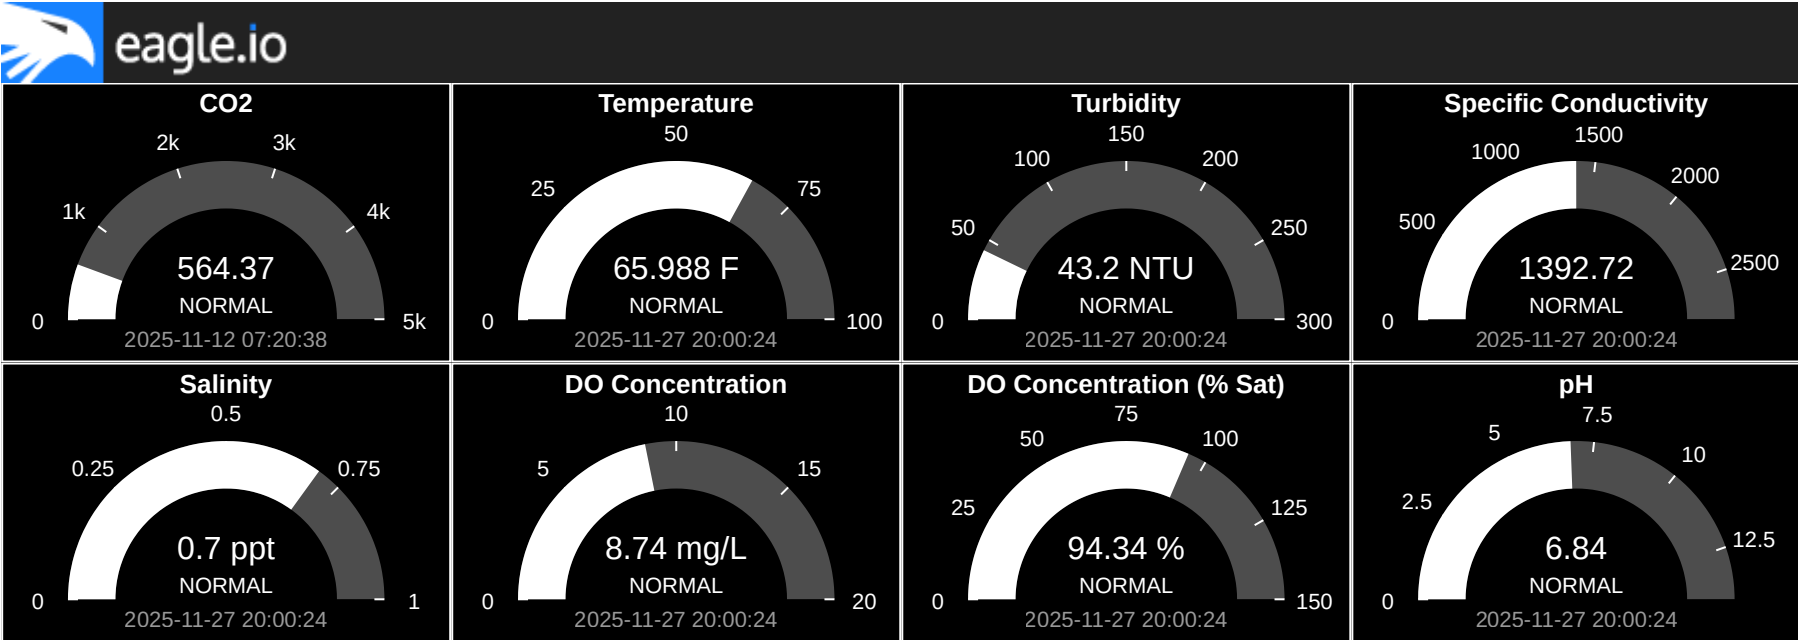 eagle.io
CO2
0
1k
2k
3k
4k
5k
564.37
NORMAL
2025-11-12 07:20:38
Temperature
0
25
50
75
100
65.988 F
NORMAL
2025-11-27 20:00:24
Turbidity
0
50
100
150
200
250
300
43.2 NTU
NORMAL
2025-11-27 20:00:24
Specific Conductivity
0
500
1000
1500
2000
2500
1392.72
NORMAL
2025-11-27 20:00:24
Salinity
0
0.25
0.5
0.75
1
0.7 ppt
NORMAL
2025-11-27 20:00:24
DO Concentration
0
5
10
15
20
8.74 mg/L
NORMAL
2025-11-27 20:00:24
DO Concentration (% Sat)
0
25
50
75
100
125
150
94.34 %
NORMAL
2025-11-27 20:00:24
pH
0
2.5
5
7.5
10
12.5
6.84
NORMAL
2025-11-27 20:00:24